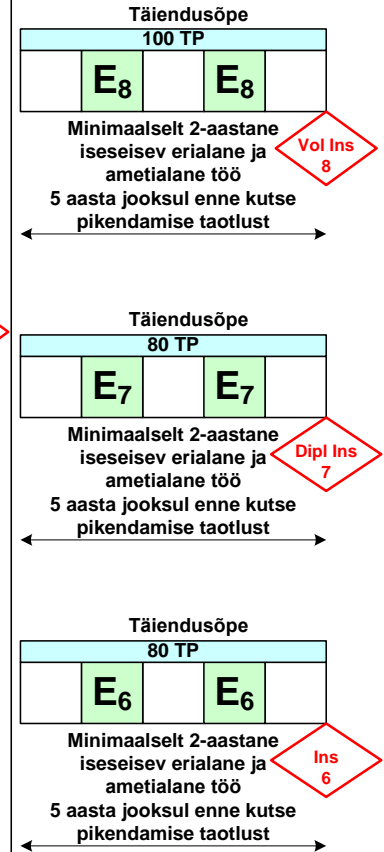 Täiendusõpe
100 TP
E8 E8
Minimaalselt 2-aastane
iseseisev erialane ja
ametialane töö
5 aasta jooksul enne kutse
pikendamise taotlust
Vol Ins
8
Täiendusõpe
80 TP
E7 E7
Minimaalselt 2-aastane
iseseisev erialane ja
ametialane töö
5 aasta jooksul enne kutse
pikendamise taotlust
Dipl Ins
7
Täiendusõpe
80 TP
E6 E6
Minimaalselt 2-aastane
iseseisev erialane ja
ametialane töö
5 aasta jooksul enne kutse
pikendamise taotlust
Ins
6